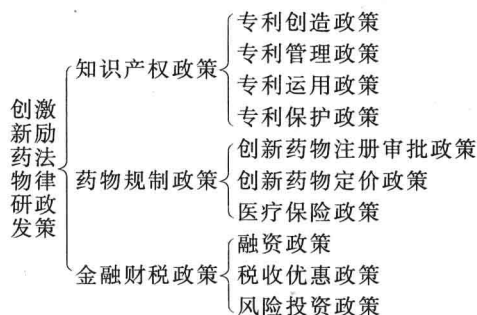 创新药物研发
激励法律政策
知识产权政策
专利创造政策
专利管理政策
专利运用政策
专利保护政策
药物规制政策
创新药物注册审批政策
创新药物定价政策
医疗保险政策
金融财税政策
融资政策
税收优惠政策
风险投资政策